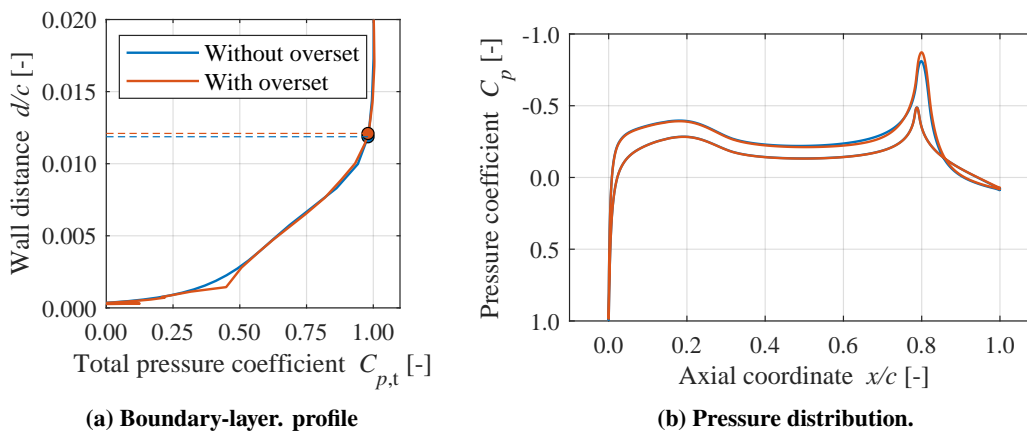 0.020
0.015
0.010
0.005
0.000
Wall distance d/c [-]
Without overset
With overset
0.00 0.25 0.50 0.75 1.00
Total pressure coefficient C_{p,t} [-]
(a) Boundary-layer. profile
-1.0
-0.5
0.0
0.5
1.0
Pressure coefficient C_p [-]
0.0 0.2 0.4 0.6 0.8 1.0
Axial coordinate x/c [-]
(b) Pressure distribution.